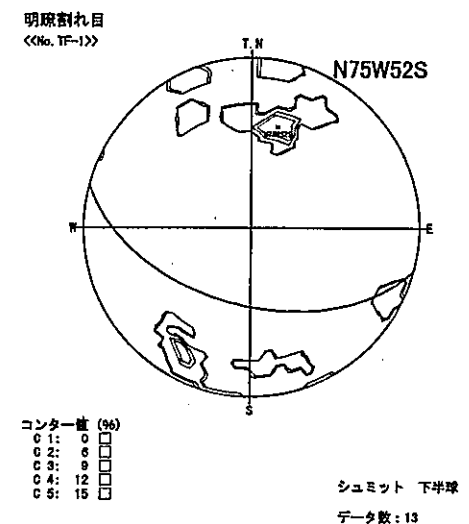 明瞭割れ目
<<No. TF-1>>
T.N
N75W52S
W
E
S
コンター値 (%)
C 1: 0
C 2: 6
C 3: 9
C 4: 12
C 5: 15
シュミット 下半球
データ数:13